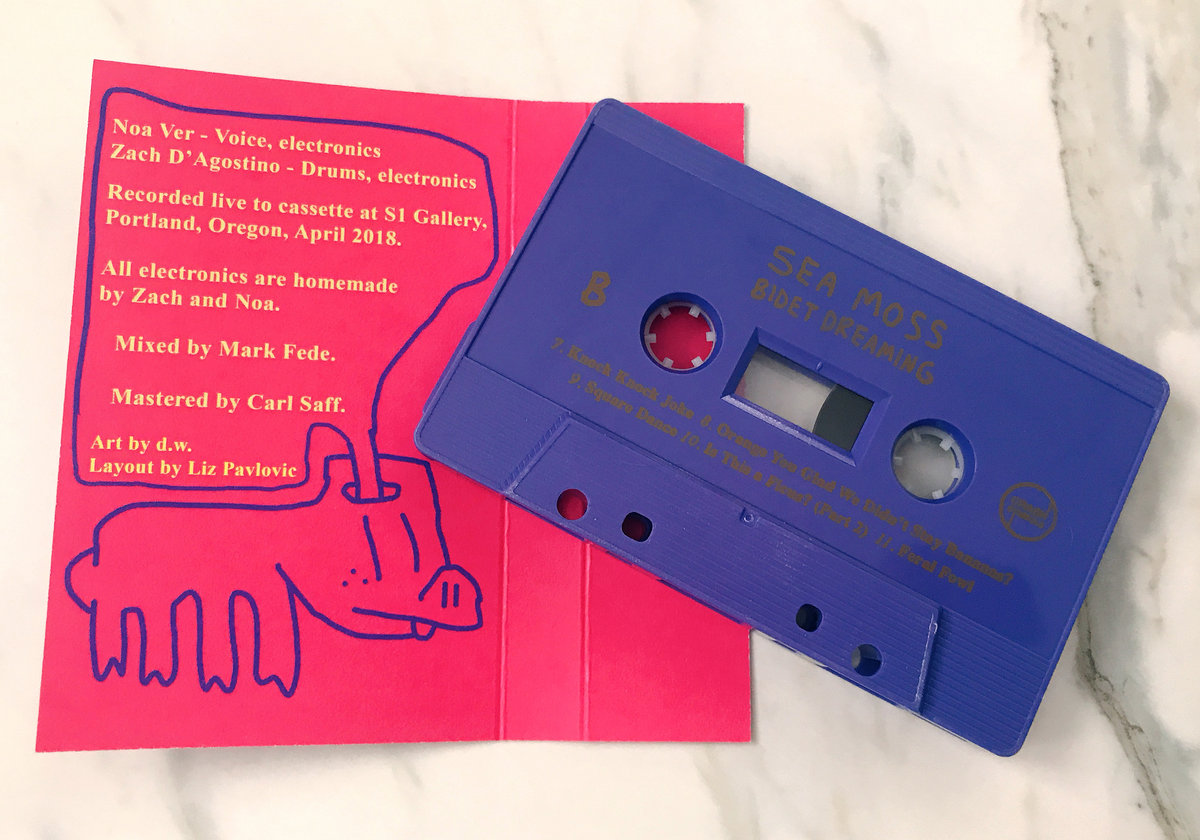 Noa Ver - Voice, electronics
Zach D'Agostino - Drums, electronics
Recorded live to cassette at S1 Gallery,
Portland, Oregon, April 2018.
All electronics are homemade
by Zach and Noa.
Mixed by Mark Fede.
Mastered by Carl Saff.
Art by d.w.
Layout by Liz Pavlovic
SEA MOSS
BIDET DREAMING
B
7. Knock Knock Joke 8. Orange You Glad We Didn't Say Banana?
9. Square Dance 10. Is This a Piano? (Part 2) 11. Feral Fowl